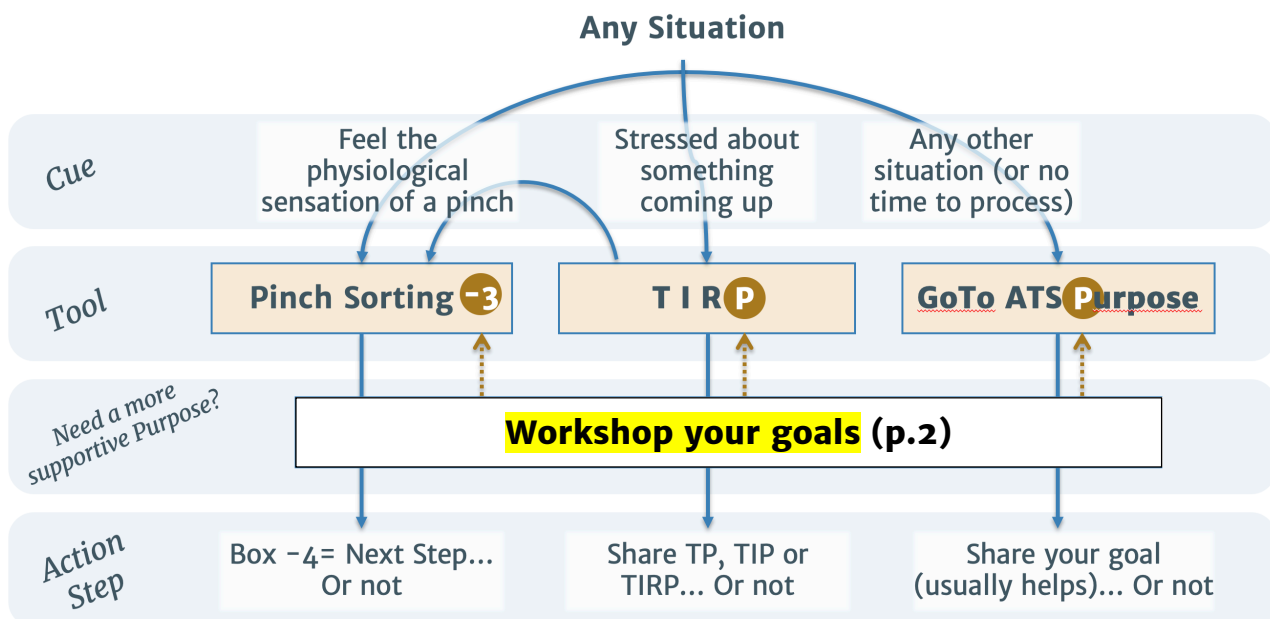 Any Situation
Cue
Feel the
physiological
sensation of a pinch
Stressed about
something
coming up
Any other
situation (or no
time to process)
Tool
Pinch Sorting -3
T I R P
GoTo ATS Purpose
Need a more
supportive Purpose?
Workshop your goals (p.2)
Action
Step
Box -4= Next Step...
Or not
Share TP, TIP or
TIRP... Or not
Share your goal
(usually helps)... Or not